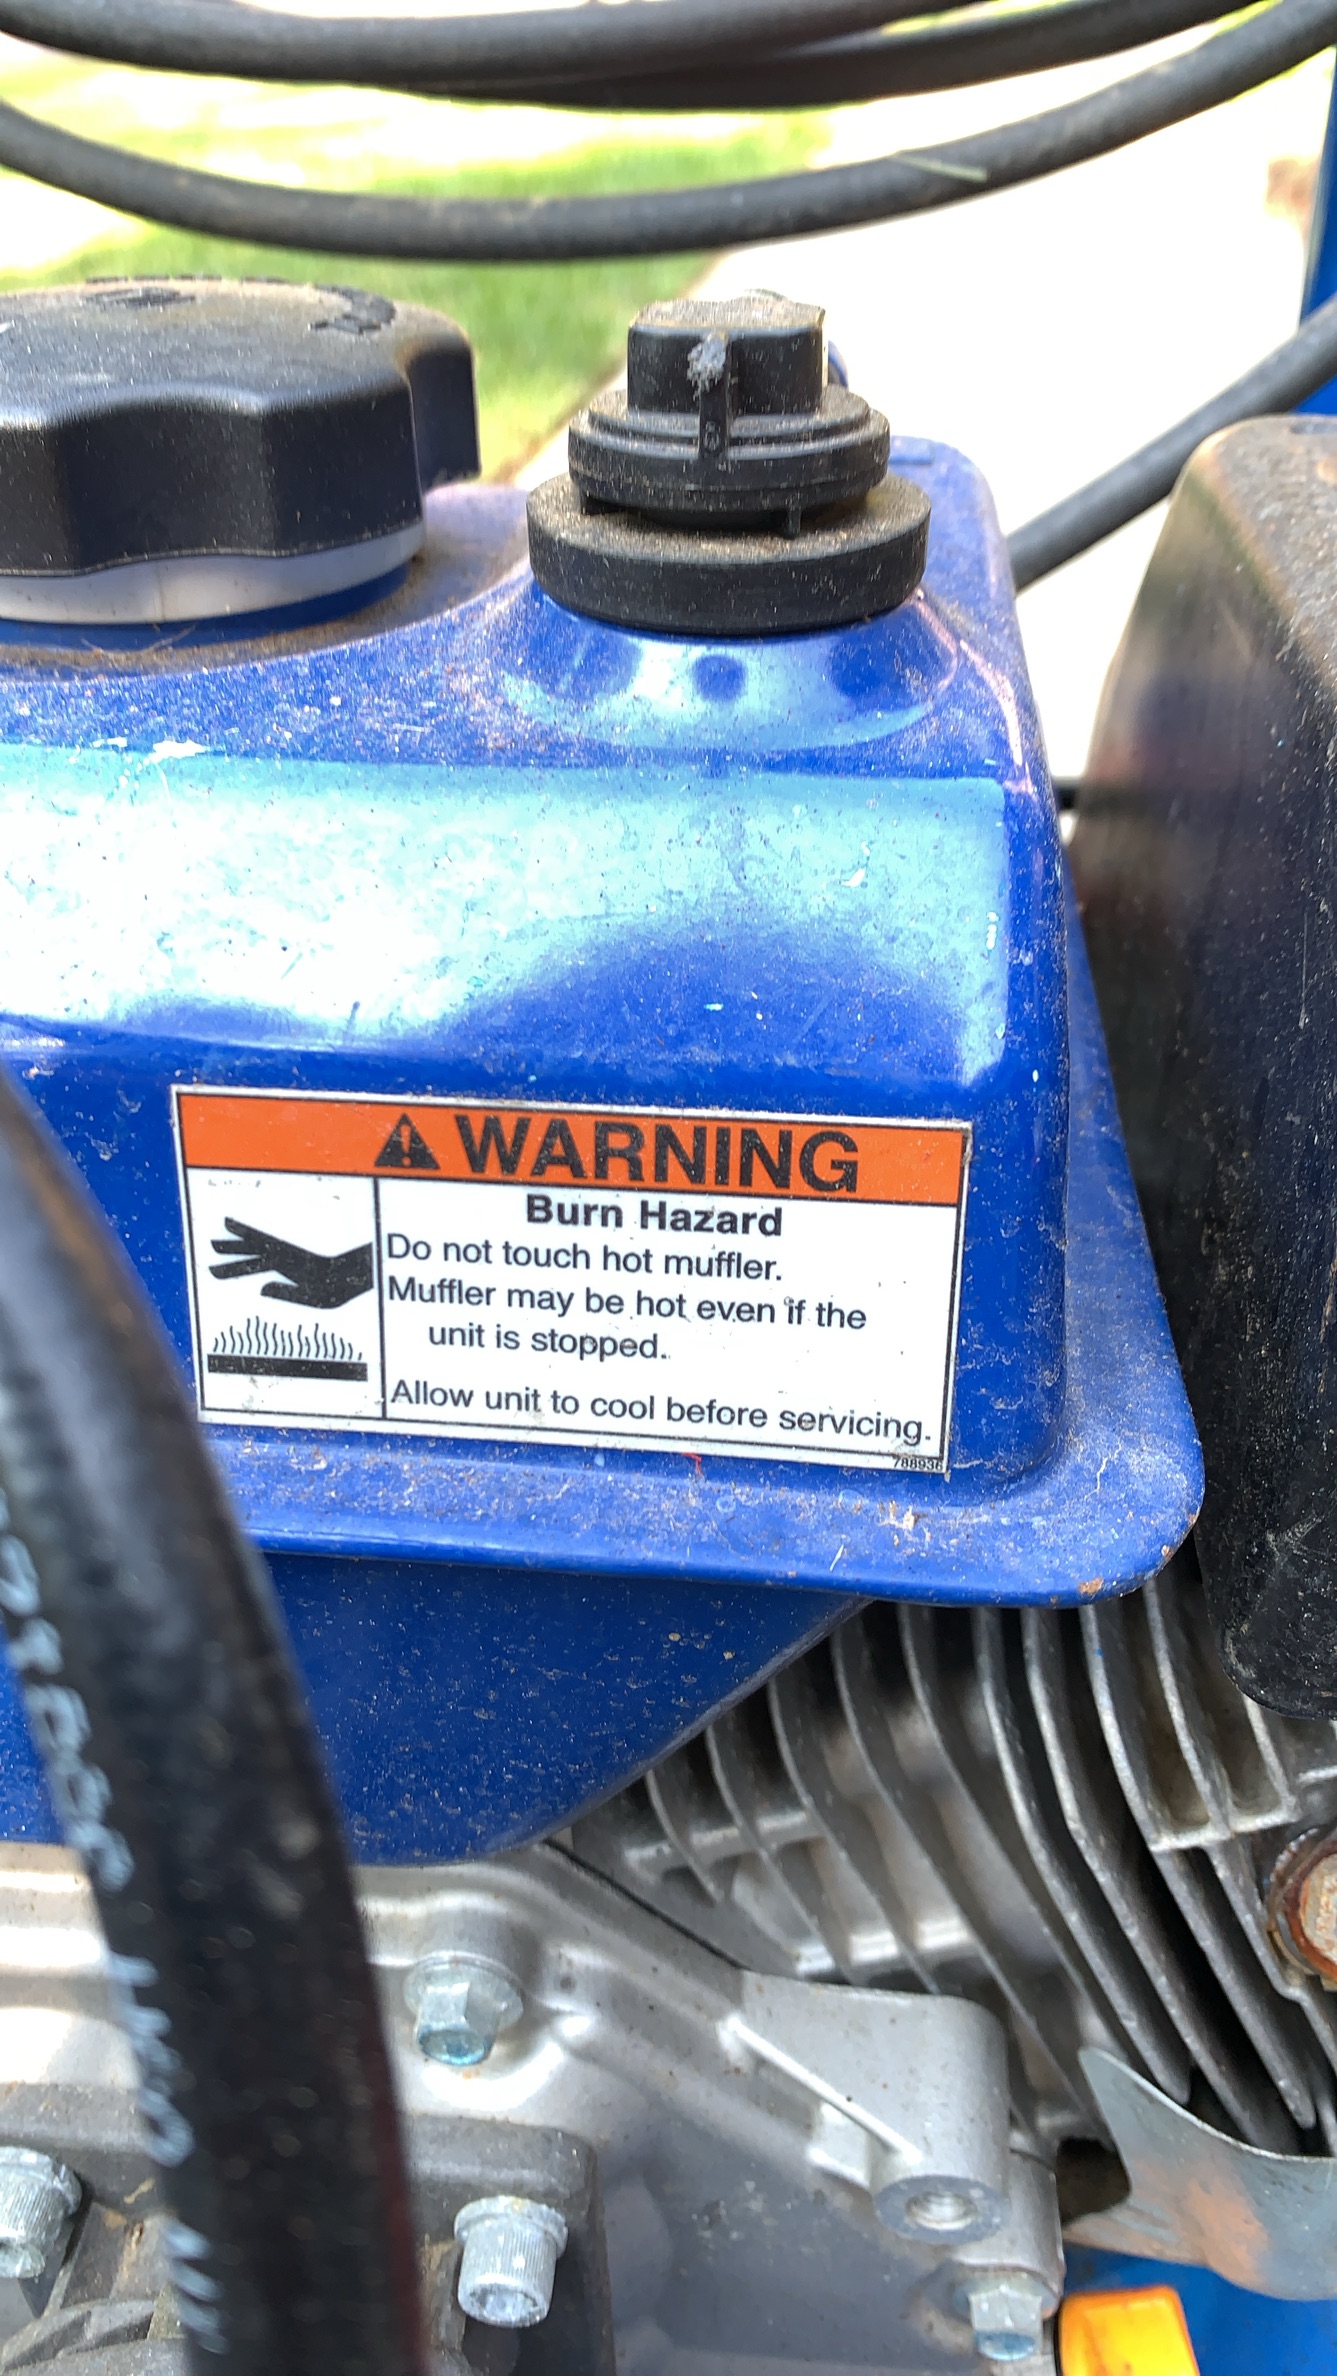 WARNING
Burn Hazard
Do not touch hot muffler.
Muffler may be hot even if the
unit is stopped.
Allow unit to cool before servicing.
788936